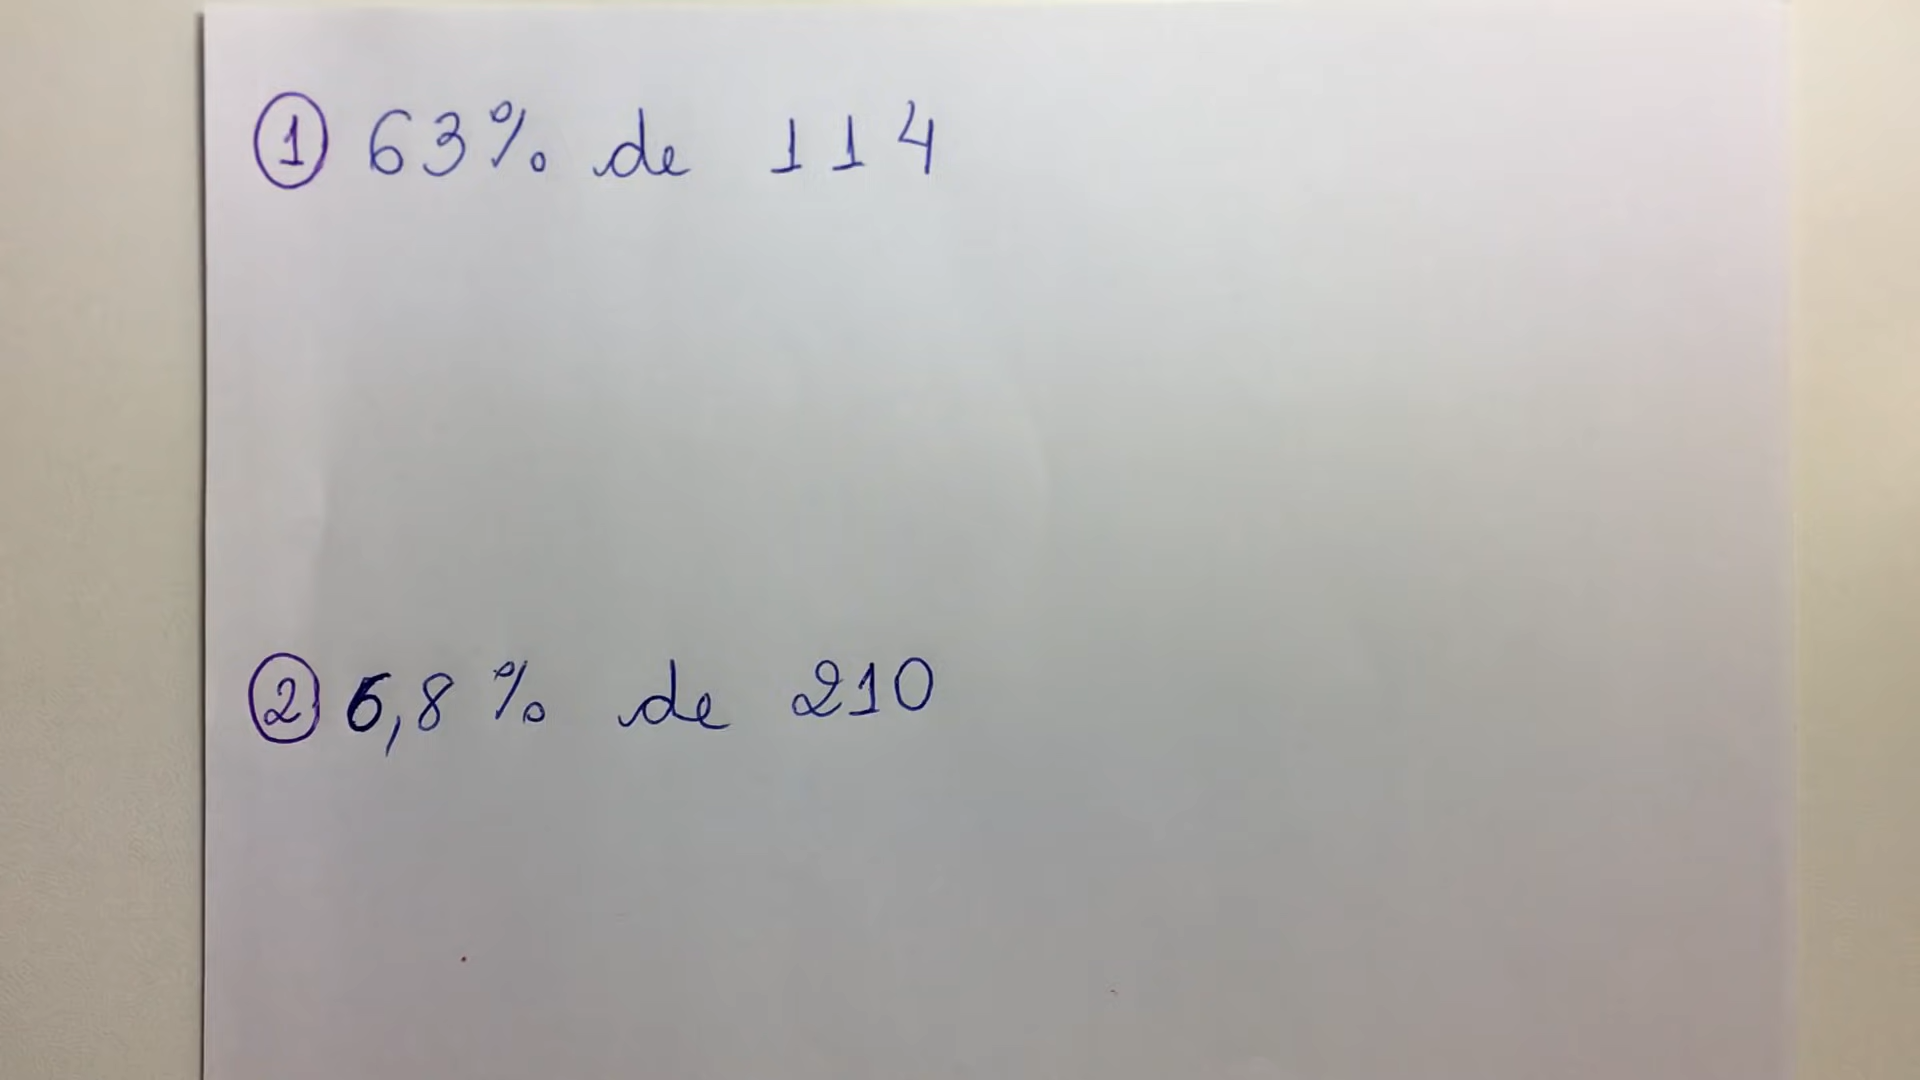 ① 63% de 114
② 6,8% de 210